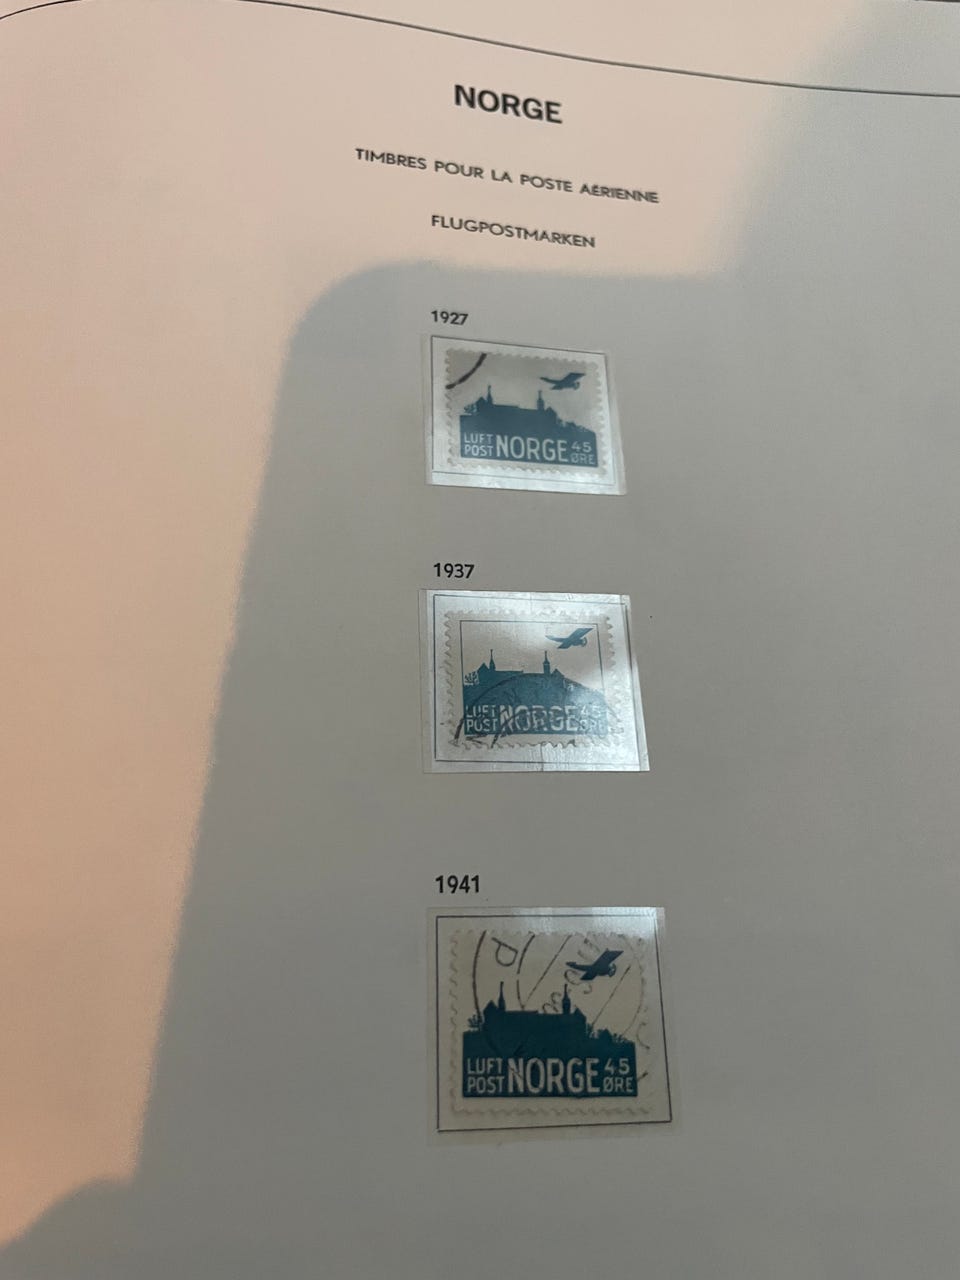 NORGE
TIMBRES POUR LA POSTE AÉRIENNE
FLUGPOSTMARKEN
1927
LUFT POST NORGE 45 ØRE
1937
LUFT POST NORGE 45 ØRE
1941
LUFT POST NORGE 45 ØRE